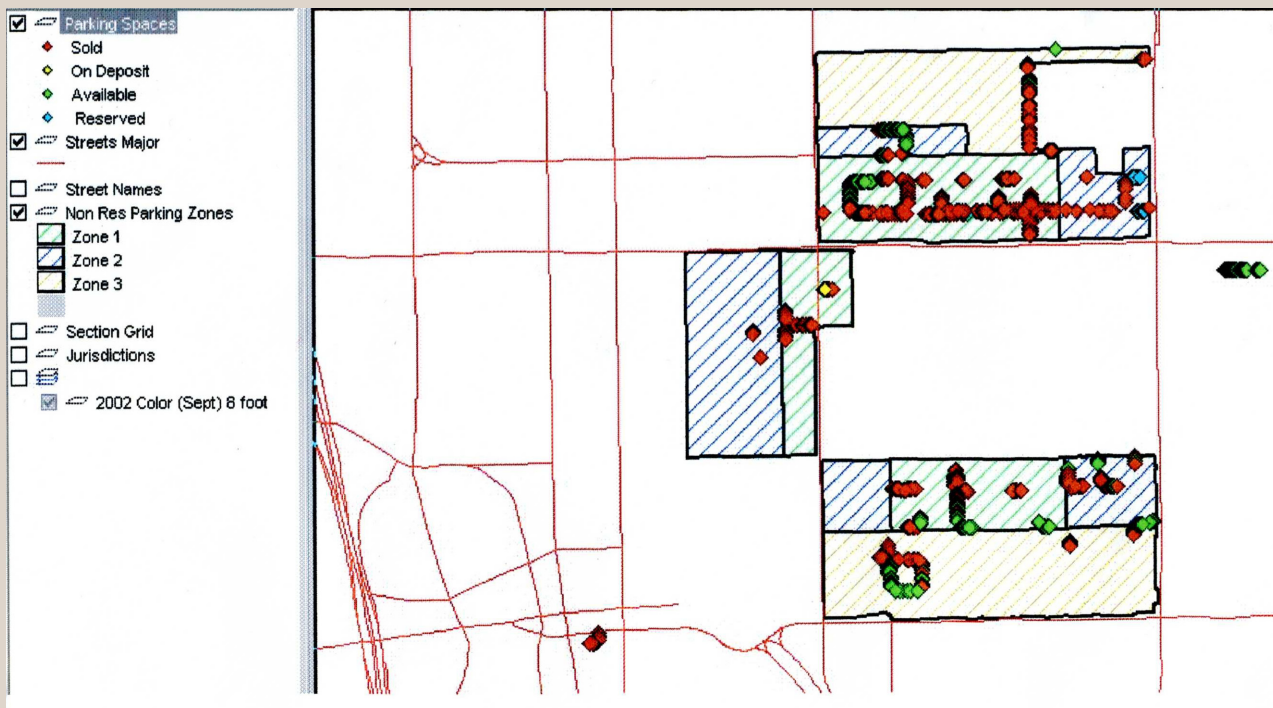 Parking Spaces
Sold
On Deposit
Available
Reserved
Streets Major
Street Names
Non Res Parking Zones
Zone 1
Zone 2
Zone 3
Section Grid
Jurisdictions
2002 Color (Sept) 8 foot